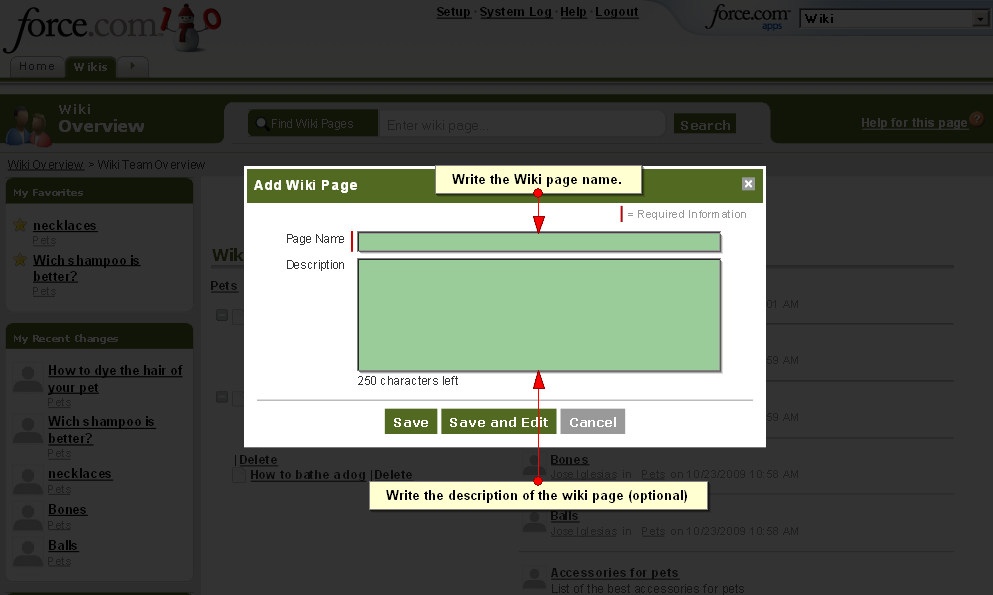 force.com
Setup · System Log · Help · Logout
force.com
apps
Wiki
Home
Wikis
Wiki
Overview
Find Wiki Pages
Enter wiki page...
Search
Help for this page ?
Wiki Overview > Wiki Team Overview
My Favorites
necklaces
Pets
Wich shampoo is
better?
Pets
My Recent Changes
How to dye the hair of
your pet
Pets
Wich shampoo is
better?
Pets
necklaces
Pets
Bones
Pets
Balls
Pets
Wik
Pets
Add Wiki Page
Write the Wiki page name.
= Required Information
Page Name
Description
250 characters left
Save
Save and Edit
Cancel
01 AM
59 AM
59 AM
| Delete
How to bathe a dog | Delete
Write the description of the wiki page (optional)
Bones
Jose Iglesias in Pets on 10/23/2009 10:58 AM
Balls
Jose Iglesias in Pets on 10/23/2009 10:58 AM
Accessories for pets
List of the best accessories for pets